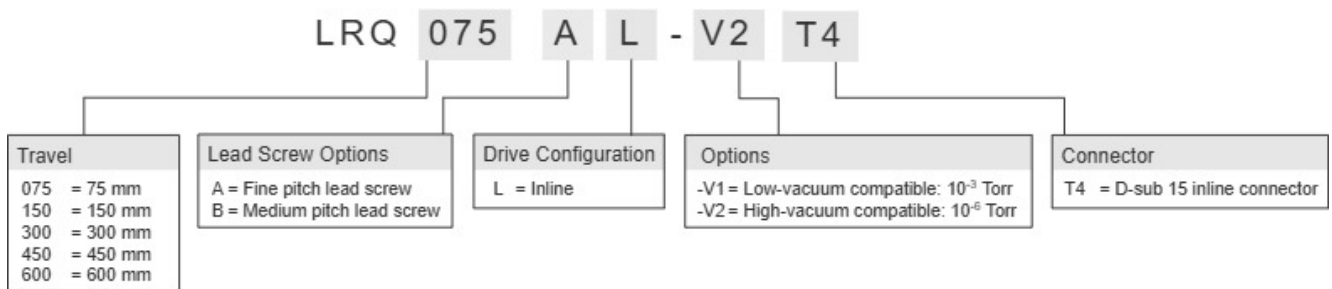 LRQ 075 A L - V2 T4
Travel
075 = 75 mm
150 = 150 mm
300 = 300 mm
450 = 450 mm
600 = 600 mm
Lead Screw Options
A = Fine pitch lead screw
B = Medium pitch lead screw
Drive Configuration
L = Inline
Options
-V1 = Low-vacuum compatible: 10⁻³ Torr
-V2 = High-vacuum compatible: 10⁻⁶ Torr
Connector
T4 = D-sub 15 inline connector